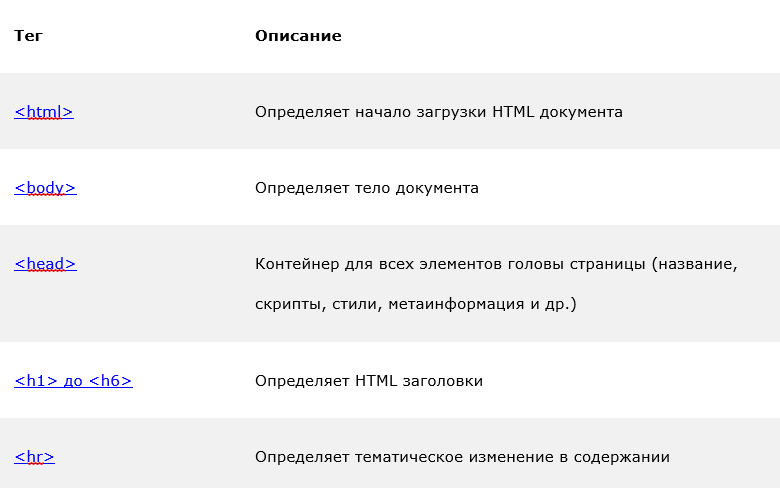 Тег Описание
<html> Определяет начало загрузки HTML документа
<body> Определяет тело документа
<head> Контейнер для всех элементов головы страницы (название,
скрипты, стили, метаинформация и др.)
<h1> до <h6> Определяет HTML заголовки
<hr> Определяет тематическое изменение в содержании